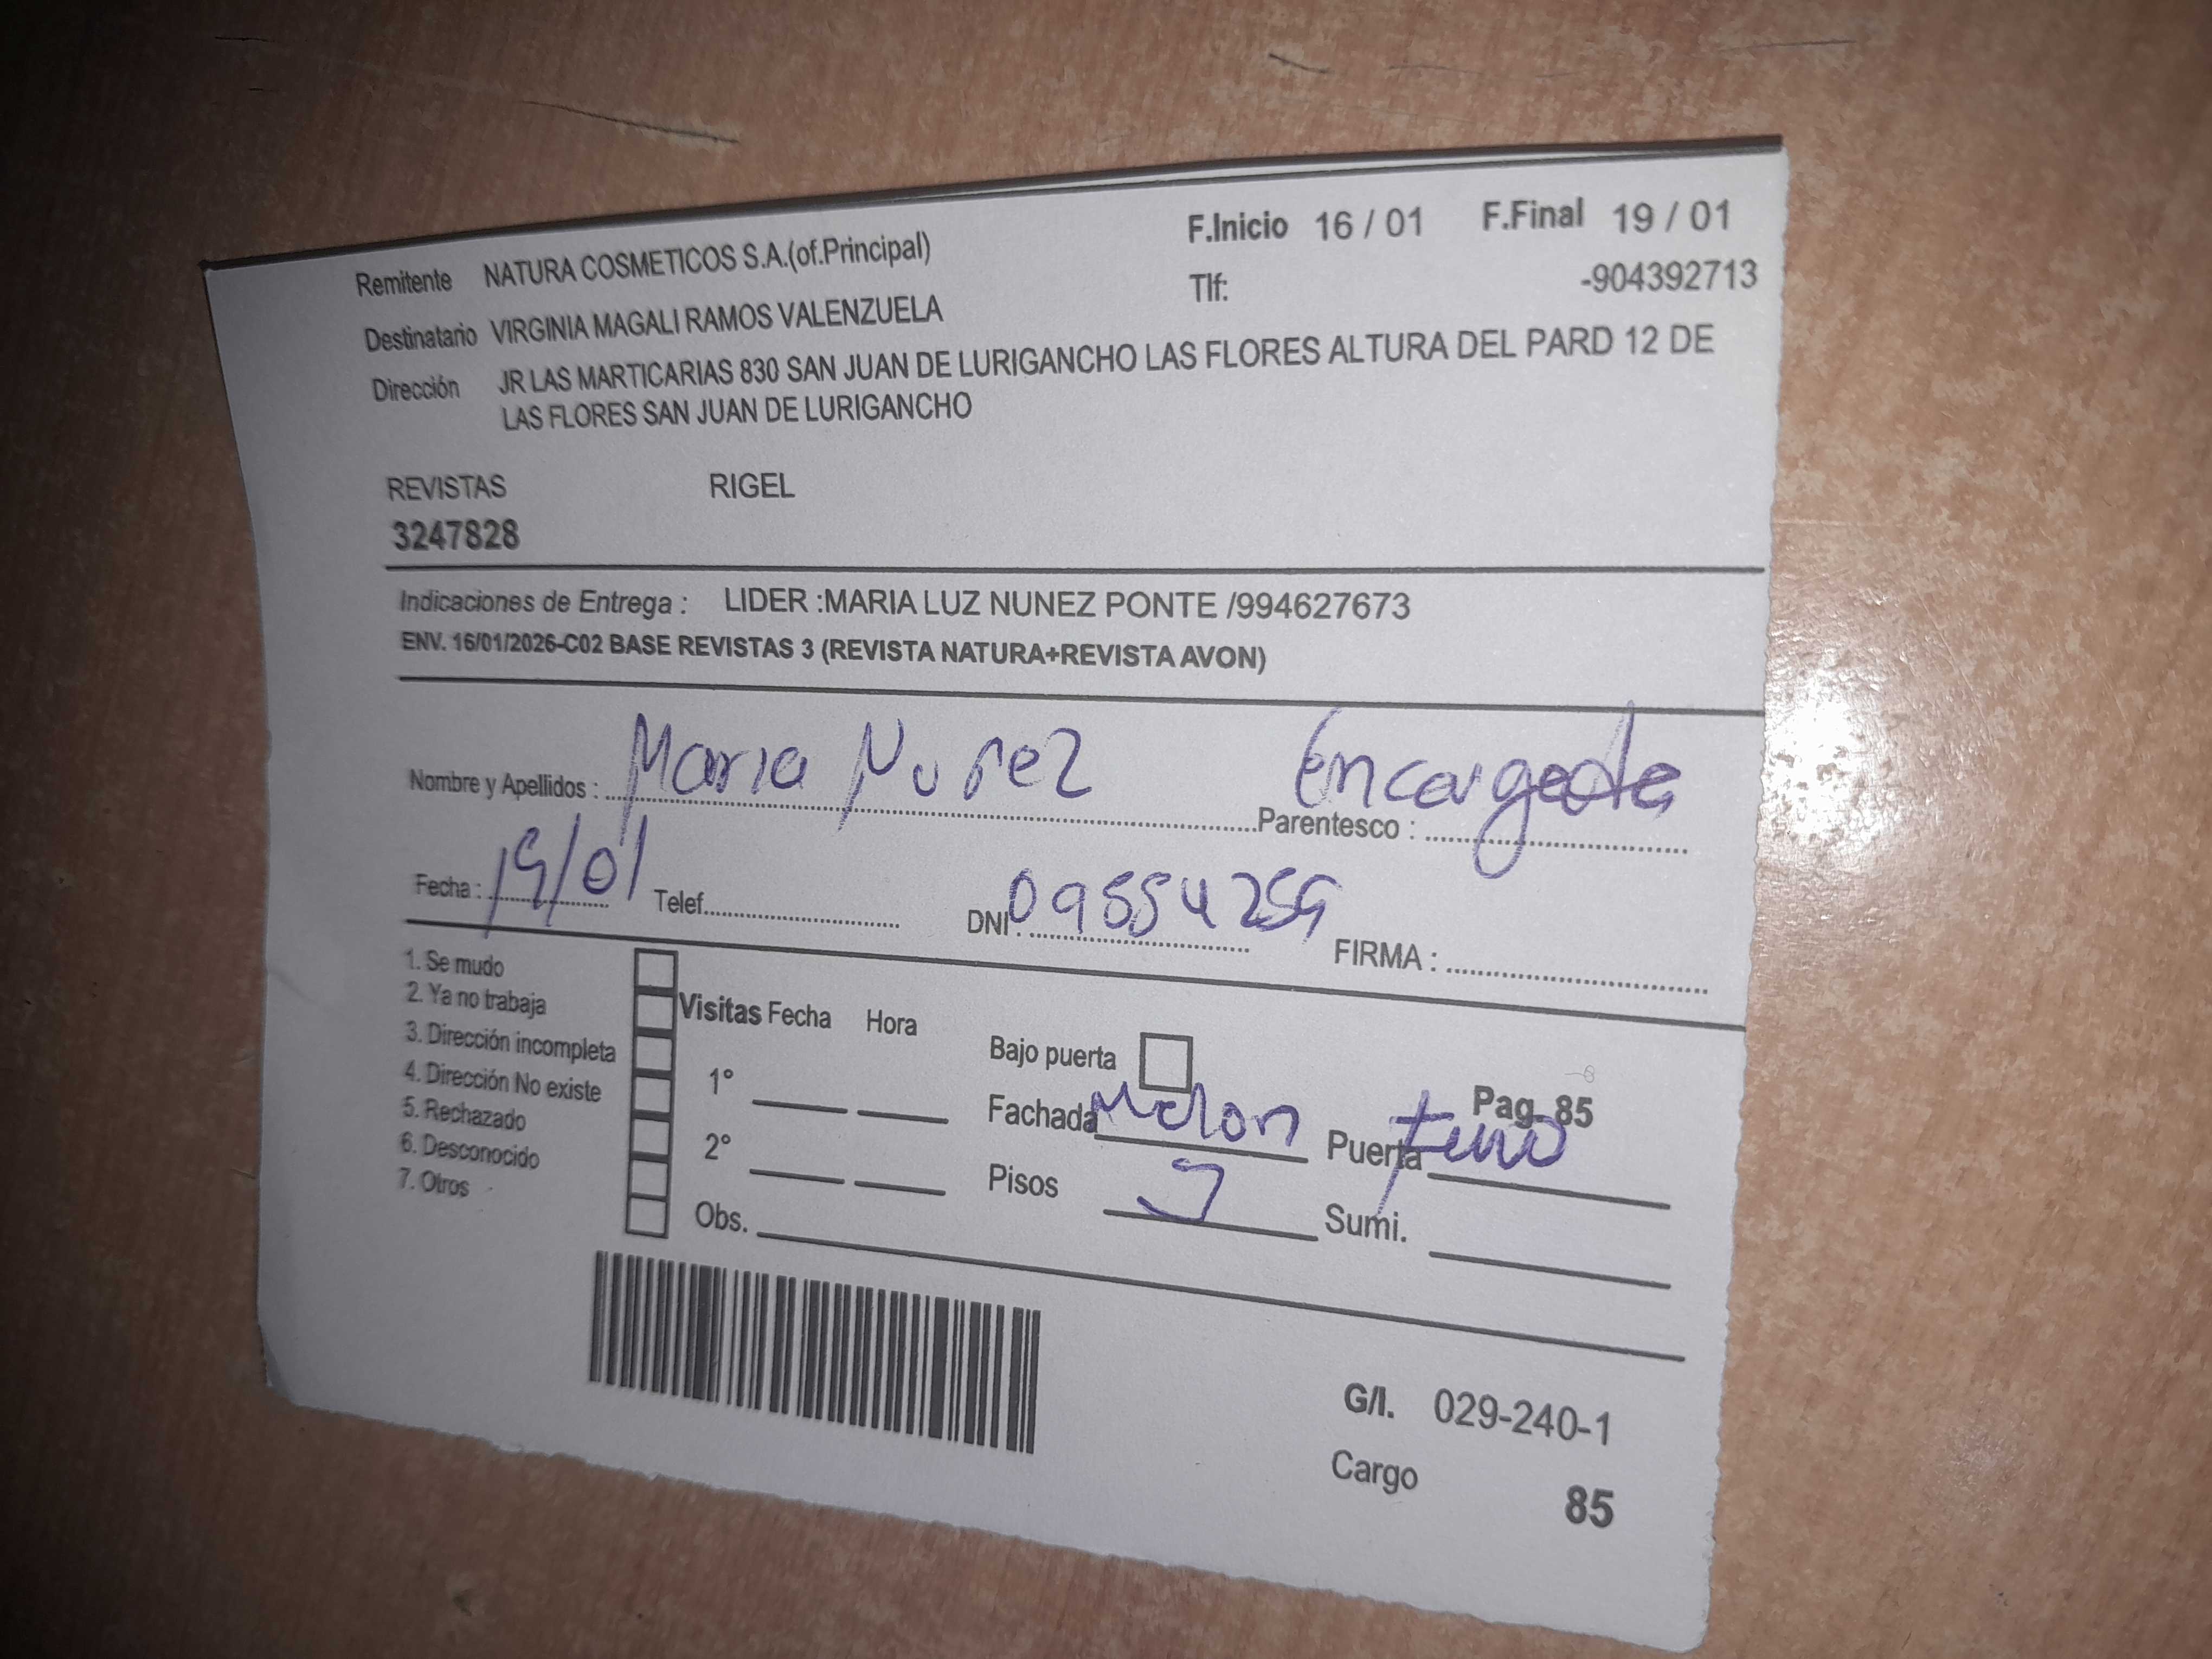 Remitente NATURA COSMETICOS S.A.(of.Principal) F.Inicio 16 / 01 F.Final 19 / 01
Destinatario VIRGINIA MAGALI RAMOS VALENZUELA Tlf: -904392713
Dirección JR LAS MARTICARIAS 830 SAN JUAN DE LURIGANCHO LAS FLORES ALTURA DEL PARD 12 DE
LAS FLORES SAN JUAN DE LURIGANCHO
REVISTAS RIGEL
3247828
Indicaciones de Entrega : LIDER :MARIA LUZ NUNEZ PONTE /994627673
ENV. 16/01/2026-C02 BASE REVISTAS 3 (REVISTA NATURA+REVISTA AVON)
Nombre y Apellidos : Maria Nuñez Parentesco : Encargada
Fecha : 19/01 Telef. DNI : FIRMA :
1. Se mudo
2. Ya no trabaja
3. Dirección incompleta
4. Dirección No existe
5. Rechazado
6. Desconocido
7. Otros
Visitas Fecha Hora
1°
2°
Obs.
Bajo puerta
Pag. 85
Fachada Melon Puerta
Pisos Sumi.
G/I. 029-240-1
Cargo 85